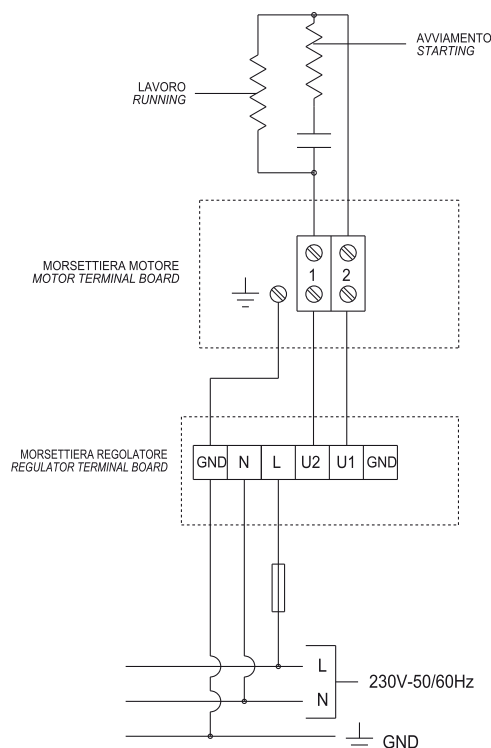 AVVIAMENTO
STARTING
LAVORO
RUNNING
MORSETTIERA MOTORE
MOTOR TERMINAL BOARD
1 2
MORSETTIERA REGOLATORE
REGULATOR TERMINAL BOARD
GND N L U2 U1 GND
L
N
230V-50/60Hz
GND